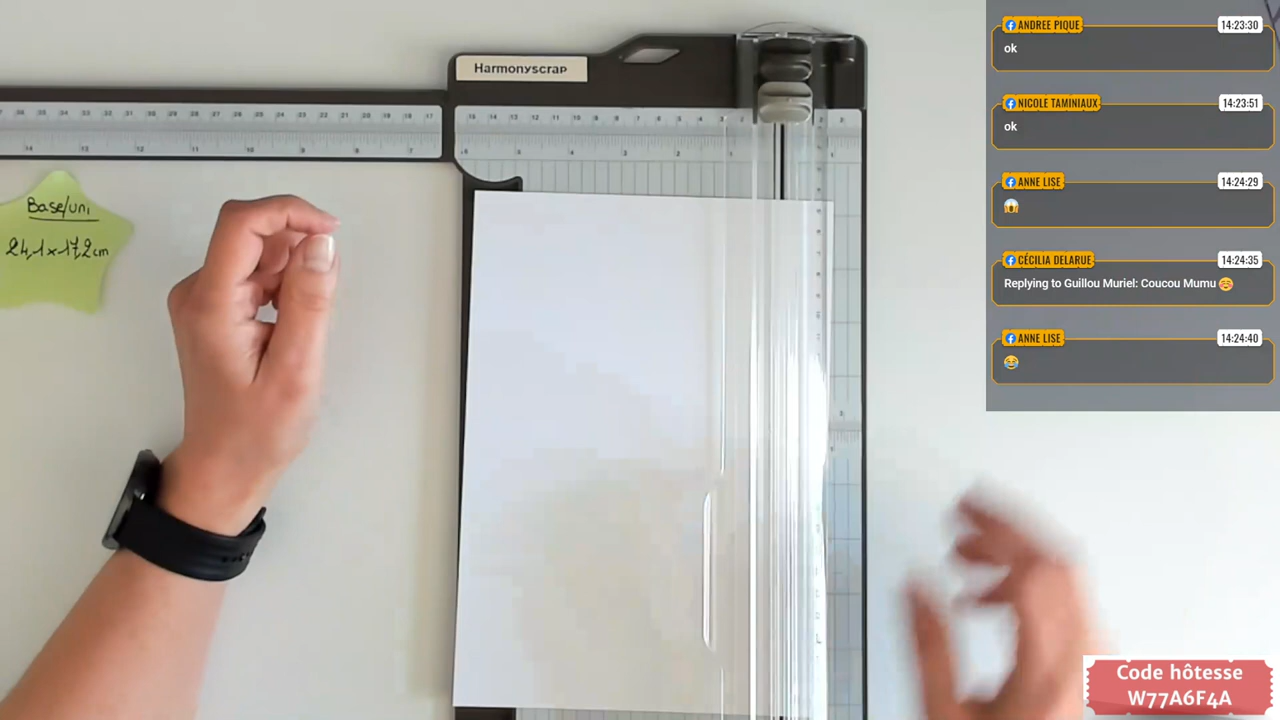 Harmonyscrap
Base/uni
24,1x17,2cm
ANDREE PIQUE
14:23:30
ok
NICOLE TAMINIAUX
14:23:51
ok
ANNE LISE
14:24:29
😱
CÉCILIA DELARUE
14:24:35
Replying to Guillou Muriel: Coucou Mumu ☺️
ANNE LISE
14:24:40
😂
Code hôtesse
W77A6F4A